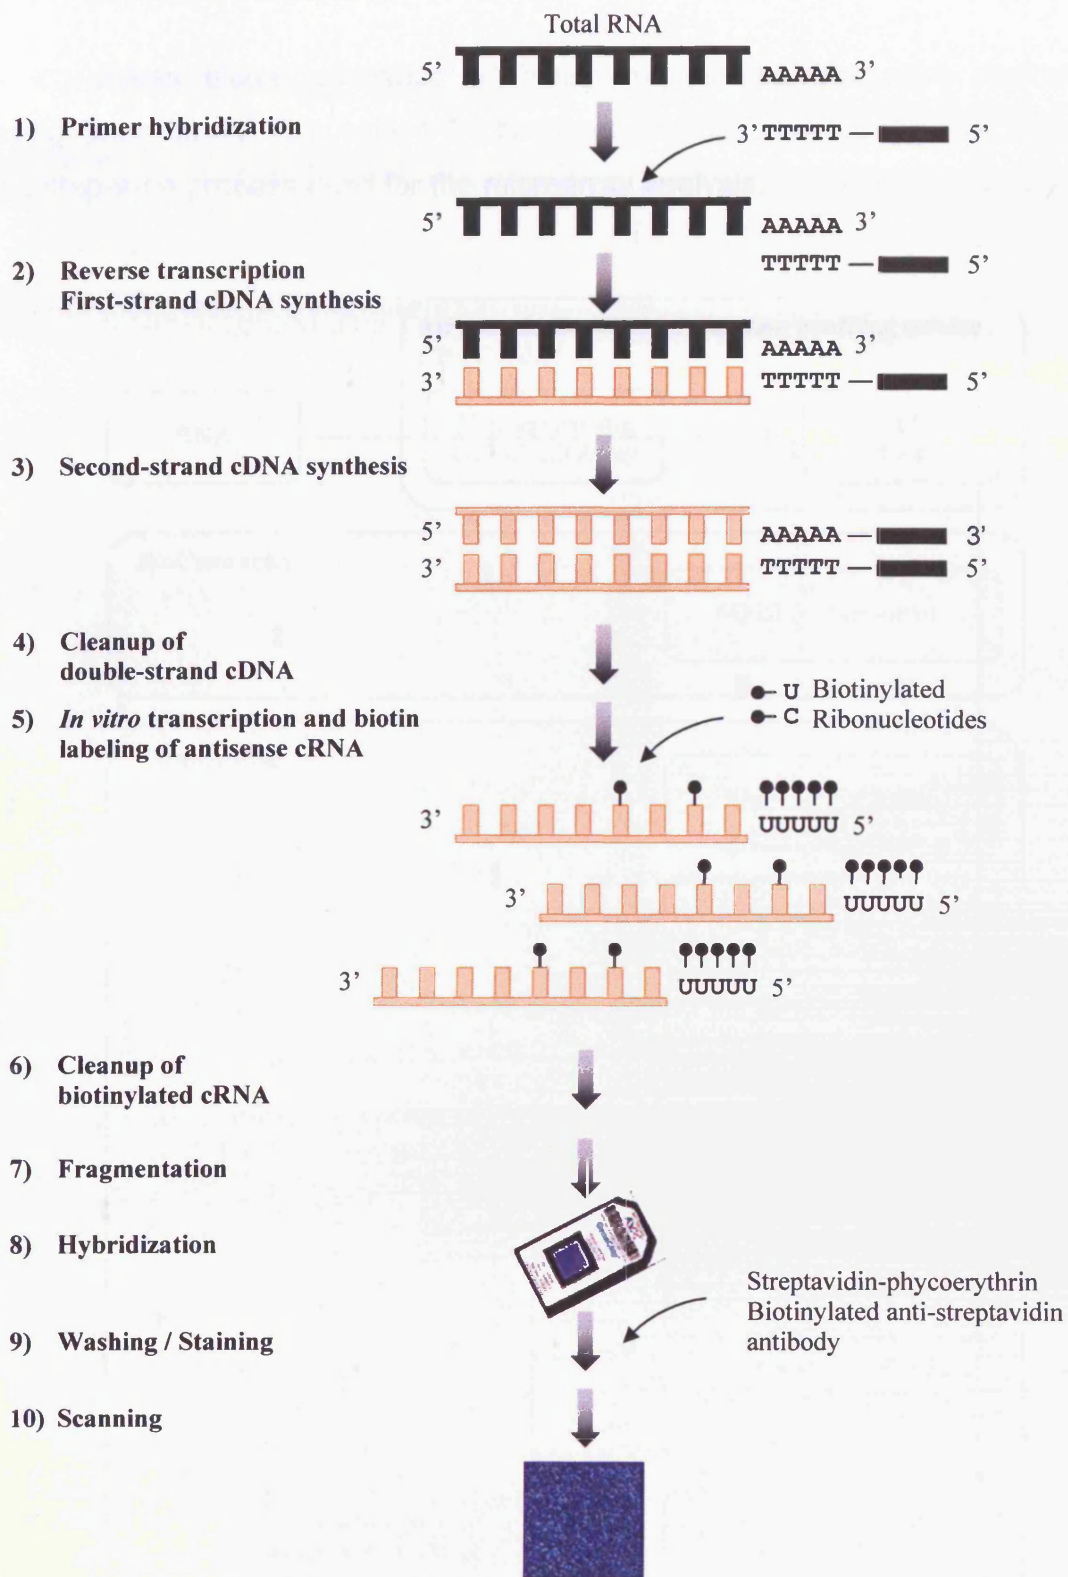 Total RNA
5' AAAAA 3'
1) Primer hybridization
3' TTTTT 5'
5' AAAAA 3'
TTTTT 5'
2) Reverse transcription
First-strand cDNA synthesis
5' AAAAA 3'
3' TTTTT 5'
3) Second-strand cDNA synthesis
5' AAAAA 3'
3' TTTTT 5'
4) Cleanup of
double-strand cDNA
U Biotinylated
C Ribonucleotides
5) In vitro transcription and biotin
labeling of antisense cRNA
3' UUUUU 5'
3' UUUUU 5'
3' UUUUU 5'
6) Cleanup of
biotinylated cRNA
7) Fragmentation
8) Hybridization
Streptavidin-phycoerythrin
Biotinylated anti-streptavidin
antibody
9) Washing / Staining
10) Scanning